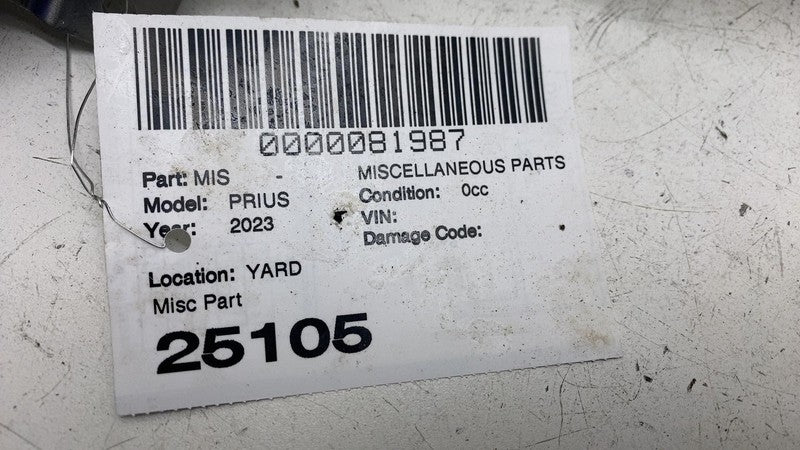 0000081987
Part: MIS - MISCELLANEOUS PARTS
Model: PRIUS Condition: 0cc
Year: 2023 VIN:
Damage Code:
Location: YARD
Misc Part
25105